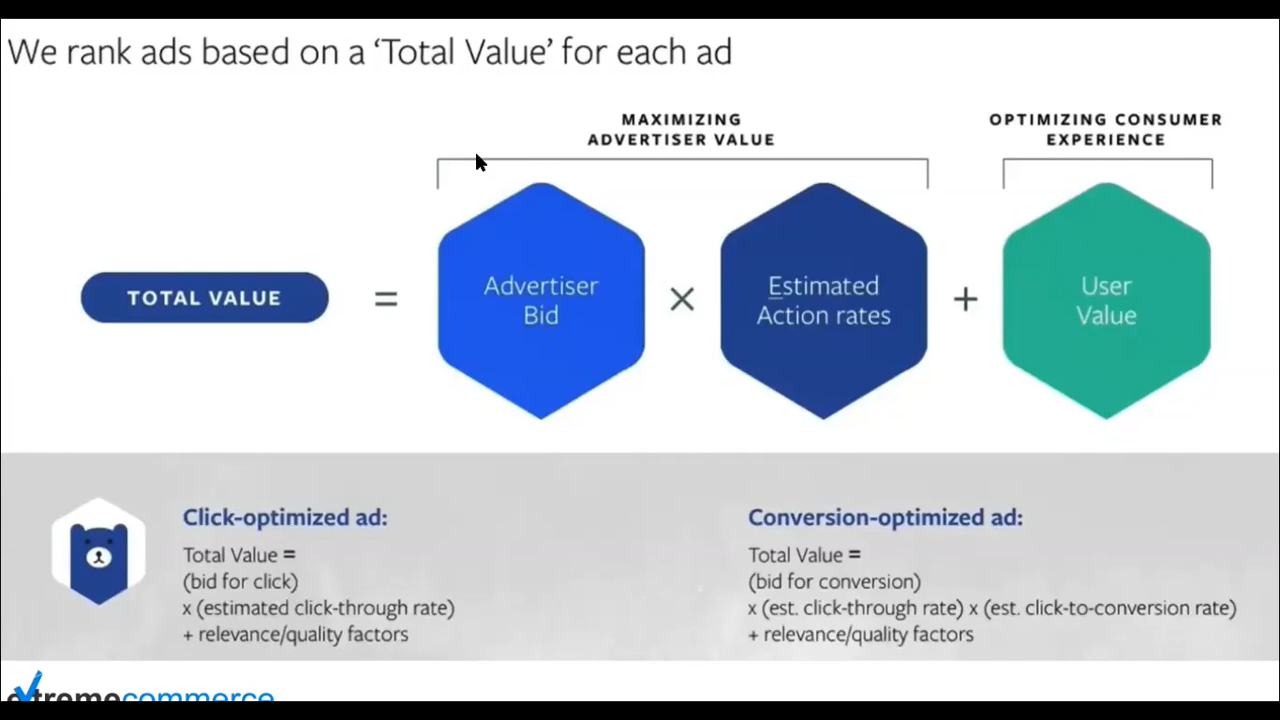 We rank ads based on a ‘Total Value’ for each ad
MAXIMIZING
ADVERTISER VALUE
OPTIMIZING CONSUMER
EXPERIENCE
TOTAL VALUE
=
Advertiser
Bid
×
Estimated
Action rates
+
User
Value
Click-optimized ad:
Total Value =
(bid for click)
x (estimated click-through rate)
+ relevance/quality factors
Conversion-optimized ad:
Total Value =
(bid for conversion)
x (est. click-through rate) x (est. click-to-conversion rate)
+ relevance/quality factors
extremecommerce